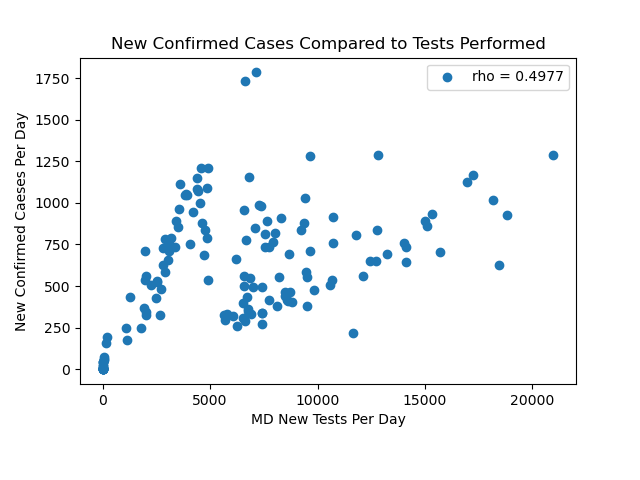 New Confirmed Cases Compared to Tests Performed
rho = 0.4977
1750
1500
1250
1000
750
500
250
0
New Confirmed Caeses Per Day
0 5000 10000 15000 20000
MD New Tests Per Day